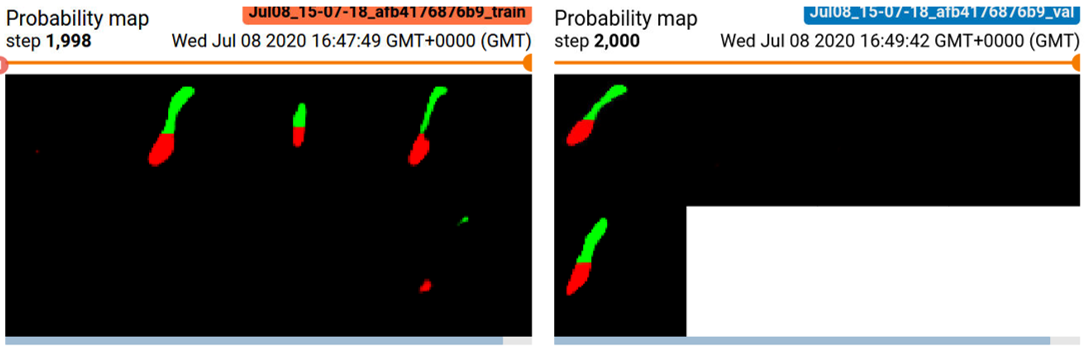 Jul08_15-07-18_afb4176876b9_train
Probability map
step 1,998 Wed Jul 08 2020 16:47:49 GMT+0000 (GMT)
Jul08_15-07-18_afb4176876b9_val
Probability map
step 2,000 Wed Jul 08 2020 16:49:42 GMT+0000 (GMT)